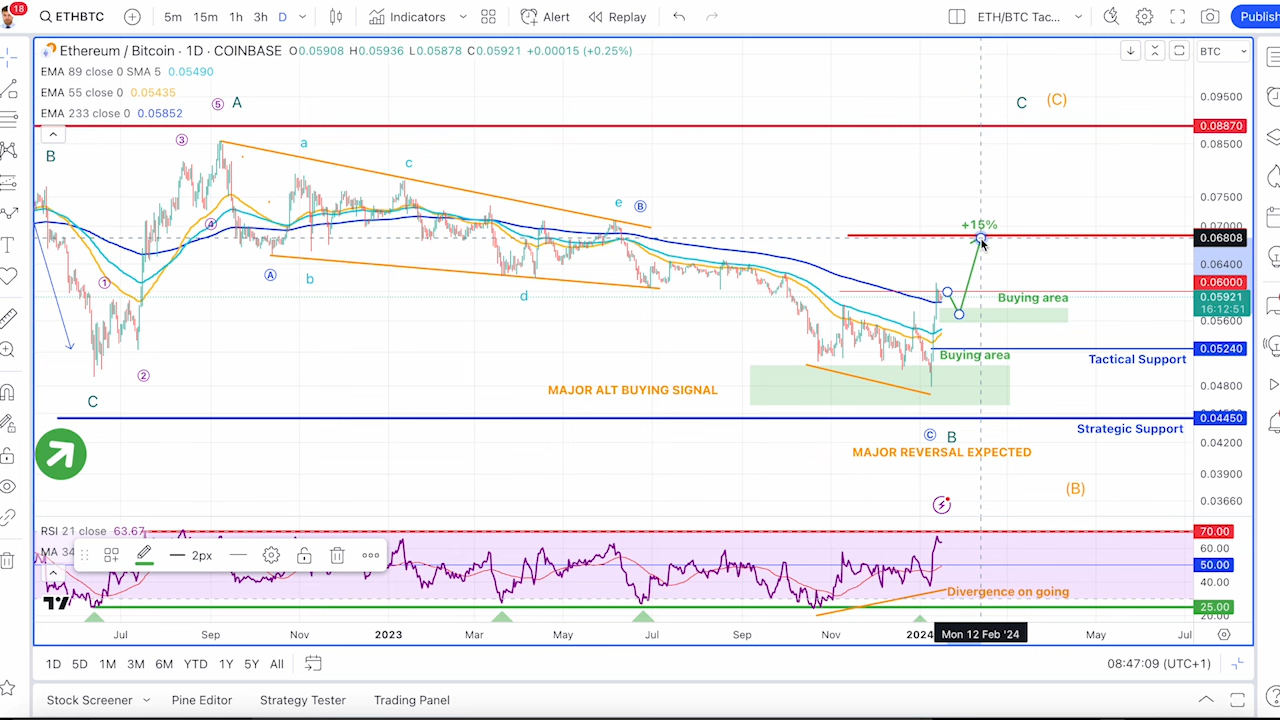 18
ETHBTC
5m 15m 1h 3h D
Indicators
Alert
Replay
ETH/BTC Tac...
Publish
Ethereum / Bitcoin · 1D · COINBASE O0.05908 H0.05936 L0.05878 C0.05921 +0.00015 (+0.25%)
BTC
EMA 89 close 0 SMA 5 0.05490
EMA 55 close 0 0.05435
EMA 233 close 0 0.05852
0.09500
0.08870
0.08500
0.07500
0.07000
0.06808
0.06400
0.06000
0.05921
16:12:51
0.05600
0.05240
0.04800
0.04450
0.04200
0.03900
0.03660
C (C)
5 A
3
B
a
c
e B
4
A
b
d
1
2
C
+15%
Buying area
Buying area
Tactical Support
MAJOR ALT BUYING SIGNAL
Strategic Support
C B
MAJOR REVERSAL EXPECTED
(B)
RSI 21 close 63.67
MA 34
2px
70.00
60.00
50.00
40.00
25.00
20.00
Divergence on going
Jul Sep Nov 2023 Mar May Jul Sep Nov 2024 Mon 12 Feb '24 May Jul
1D 5D 1M 3M 6M YTD 1Y 5Y All
08:47:09 (UTC+1)
Stock Screener Pine Editor Strategy Tester Trading Panel